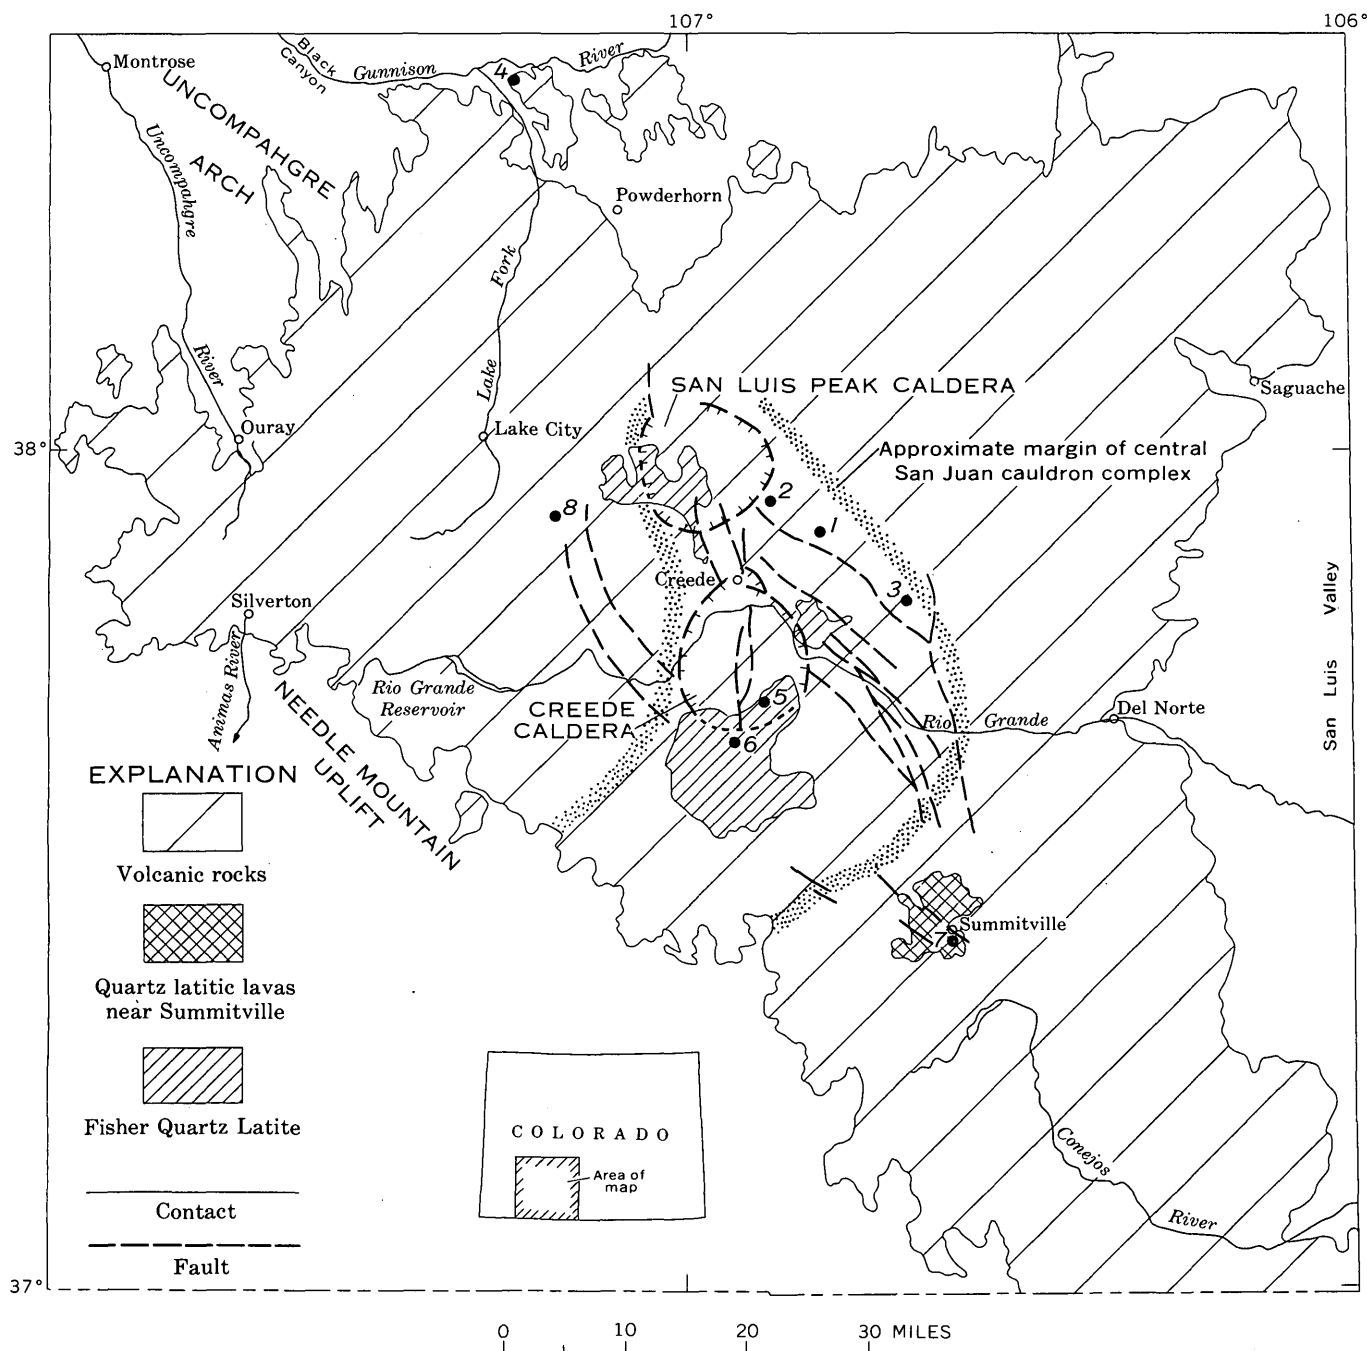 107°
106°
Montrose
Black
Canyon
Gunnison
River
4
UNCOMPAHGRE
ARCH
Uncompahgre
River
Powderhorn
Fork
Lake
SAN LUIS PEAK CALDERA
Saguache
Ouray
Lake City
38°
Approximate margin of central
San Juan cauldron complex
8
2
1
Creede
3
San Luis Valley
Silverton
Animas River
NEEDLE MOUNTAIN
UPLIFT
Rio Grande
Reservoir
CREEDE
CALDERA
5
6
Rio Grande
Del Norte
EXPLANATION
Volcanic rocks
Quartz latitic lavas
near Summitville
Fisher Quartz Latite
Contact
Fault
Summitville
7
COLORADO
Area of
map
Conejos
River
37°
0 10 20 30 MILES